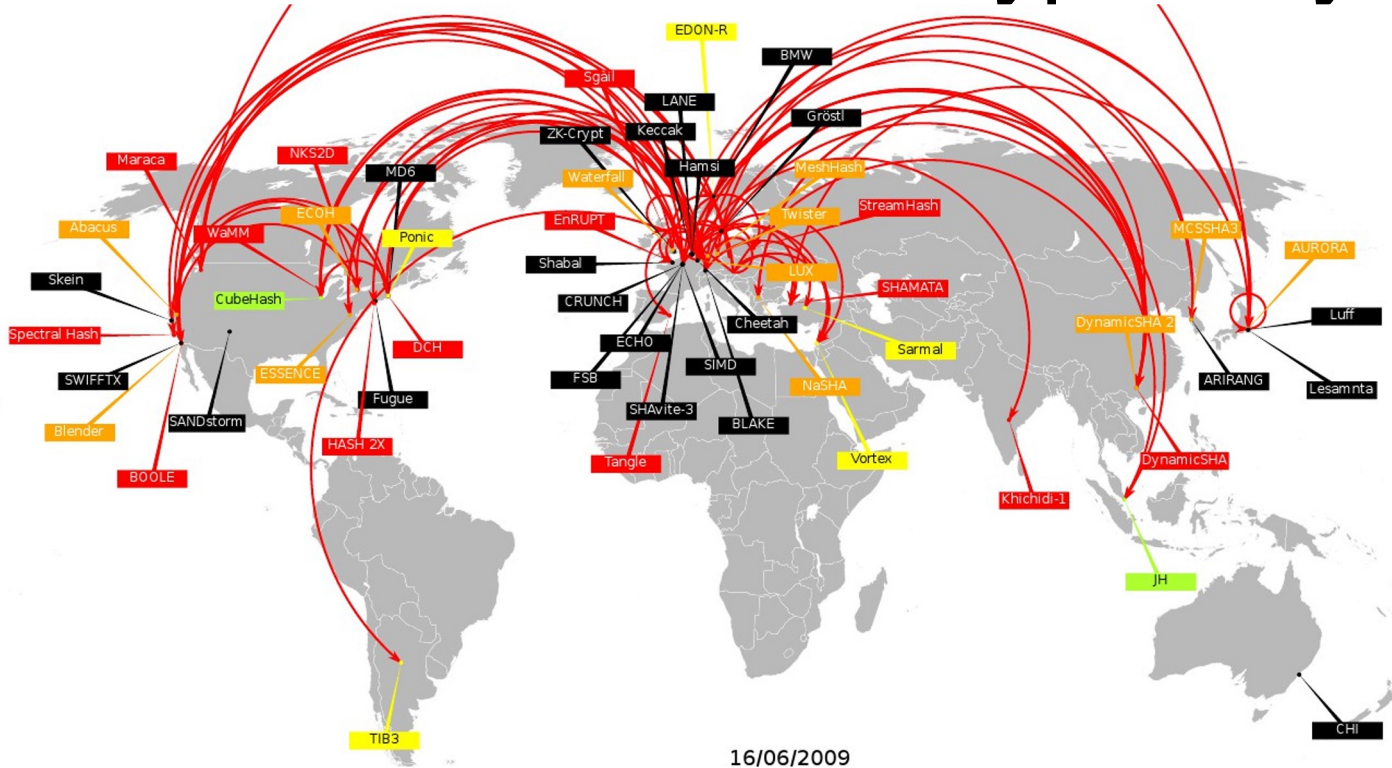 EDON-R
BMW
Sgàil
LANE
Gröstl
ZK-Crypt
Keccak
Maraca
NKS2D
MD6
Hamsi
MeshHash
Waterfall
Abacus
WaMM
ECOH
Ponic
EnRUPT
Twister
StreamHash
MCSSHA3
AURORA
Skein
CubeHash
Shabal
LUX
SHAMATA
Spectral Hash
DCH
CRUNCH
Cheetah
DynamicSHA 2
Luff
SWIFFTX
ESSENCE
ECHO
SIMD
Sarmal
ARIRANG
Lesamnta
Blender
SANDstorm
Fugue
FSB
SHAvite-3
BLAKE
NaSHA
BOOLE
HASH 2X
Tangle
Vortex
DynamicSHA
Khichidi-1
JH
TIB3
CHI
16/06/2009